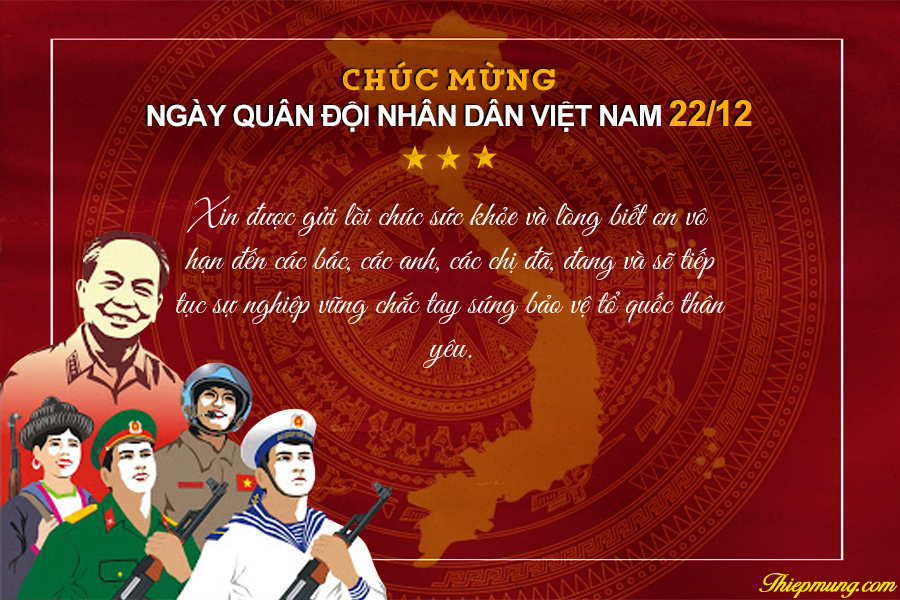 CHÚC MỪNG
NGÀY QUÂN ĐỘI NHÂN DÂN VIỆT NAM 22/12
Xin được gửi lời chúc sức khỏe và lòng biết ơn vô
hạn đến các bác, các anh, các chị đã, đang và sẽ tiếp
tục sự nghiệp vững chắc tay súng bảo vệ tổ quốc thân
yêu.
Thiepmung.com